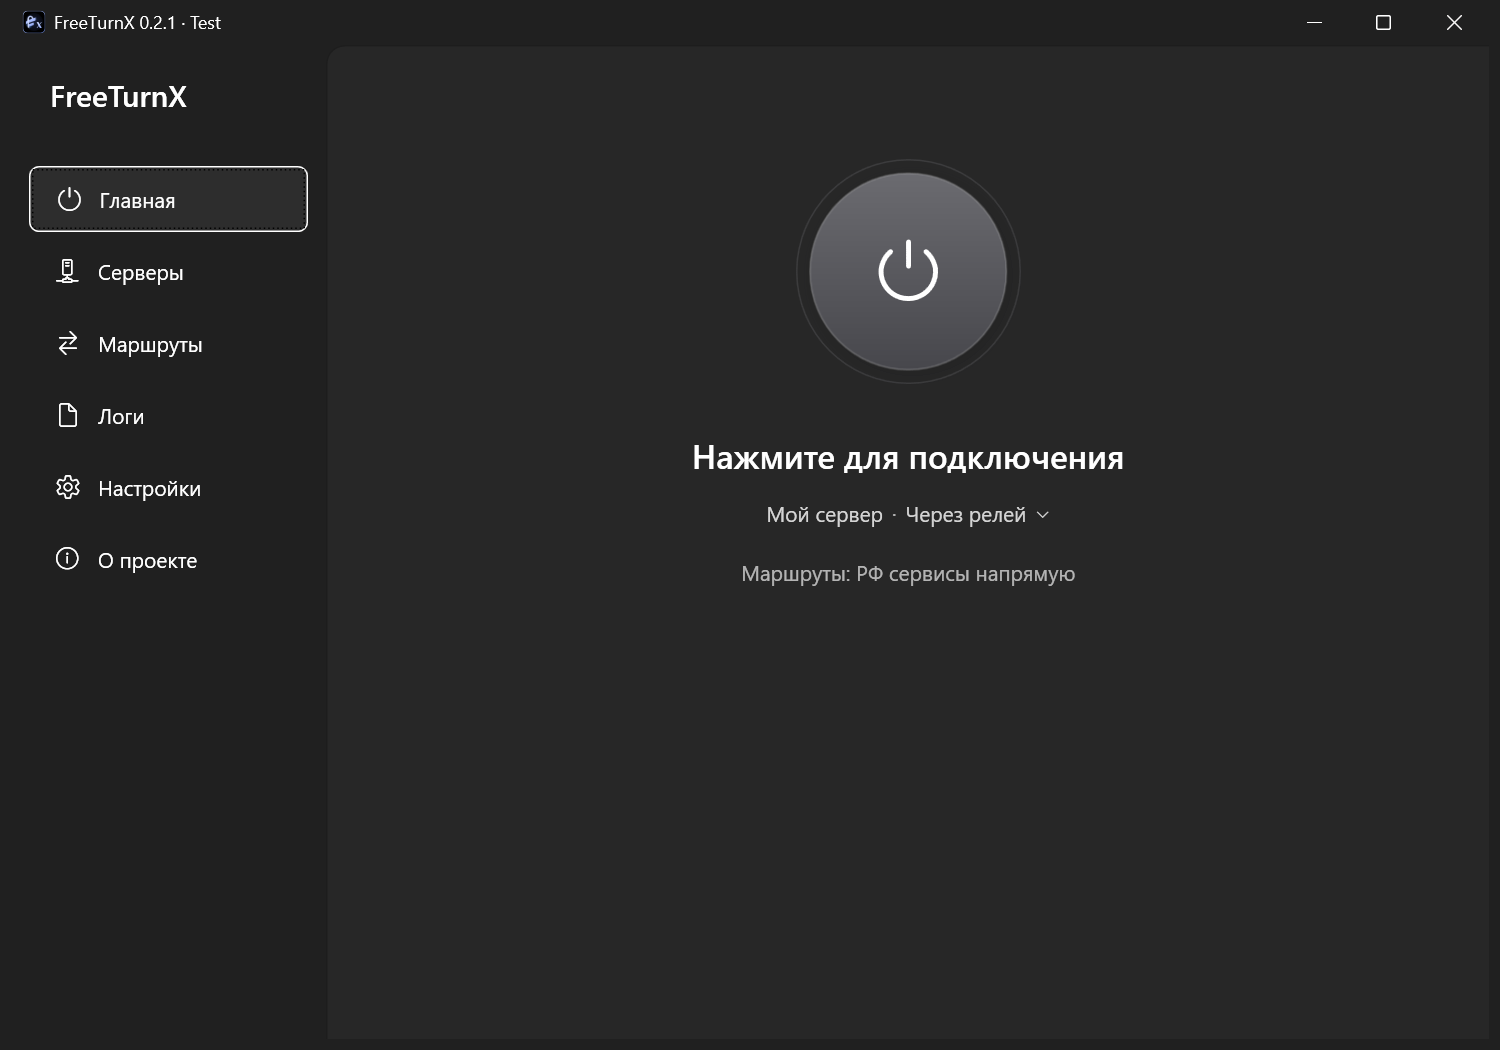 FreeTurnX 0.2.1 · Test
FreeTurnX
Главная
Серверы
Маршруты
Логи
Настройки
О проекте
Нажмите для подключения
Мой сервер · Через релей
Маршруты: РФ сервисы напрямую